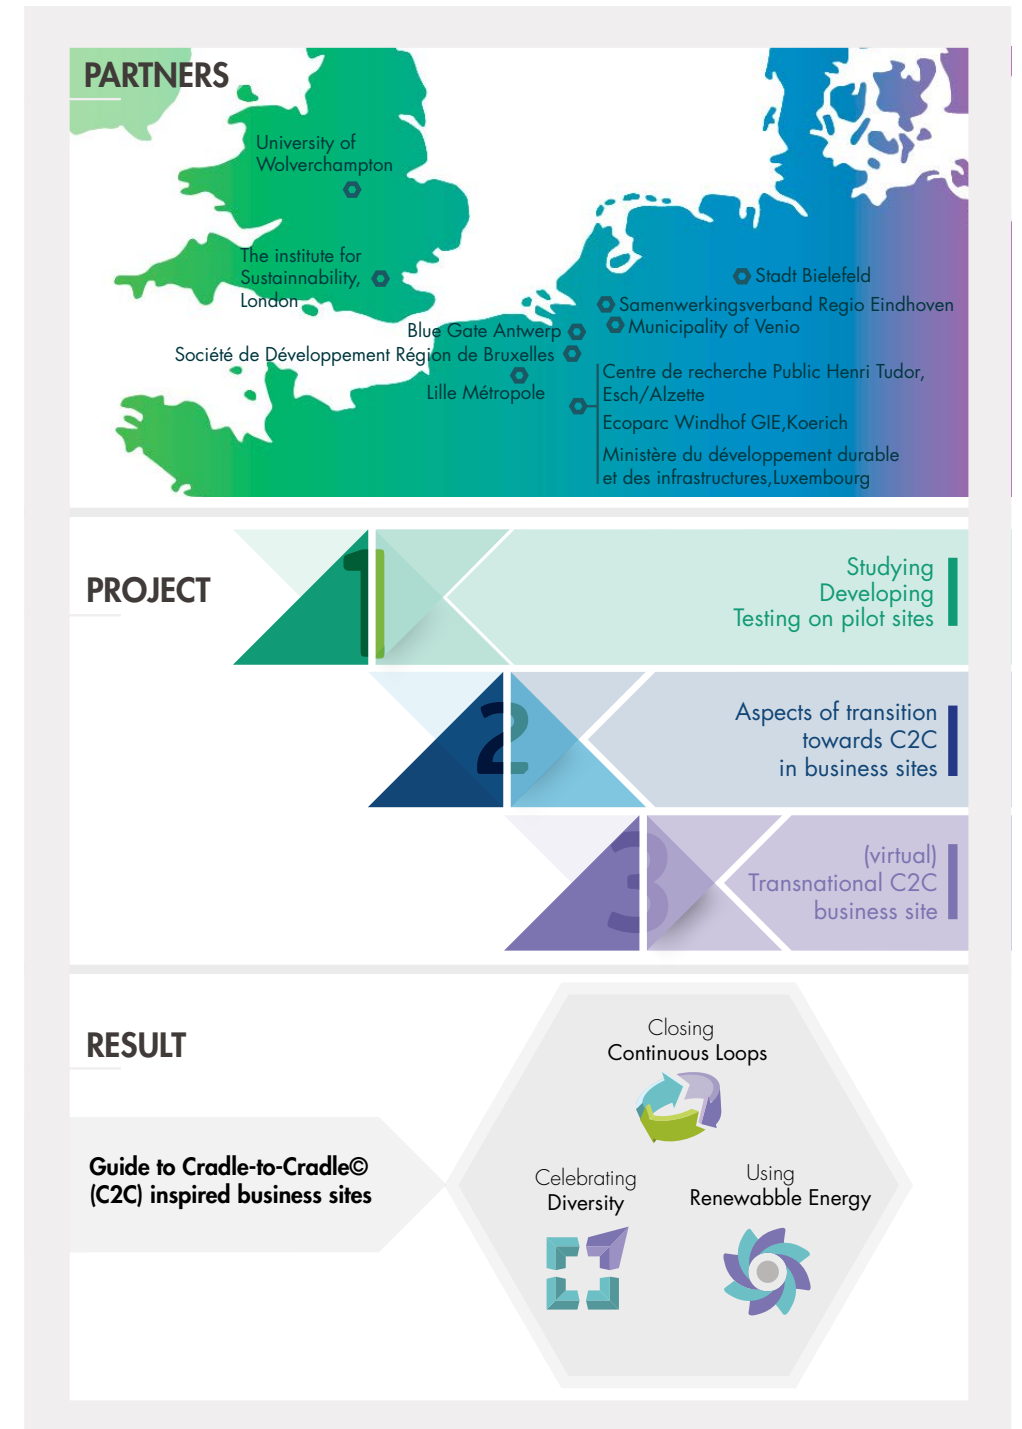 PARTNERS
University of
Wolverchampton
The institute for
Sustainnability,
London
Stadt Bielefeld
Samenwerkingsverband Regio Eindhoven
Municipality of Venio
Blue Gate Antwerp
Société de Développement Région de Bruxelles
Lille Métropole
Centre de recherche Public Henri Tudor,
Esch/Alzette
Ecoparc Windhof GIE,Koerich
Ministère du développement durable
et des infrastructures,Luxembourg
PROJECT
1
Studying
Developing
Testing on pilot sites
2
Aspects of transition
towards C2C
in business sites
3
(virtual)
Transnational C2C
business site
RESULT
Guide to Cradle-to-Cradle©
(C2C) inspired business sites
Closing
Continuous Loops
Celebrating
Diversity
Using
Renewabble Energy